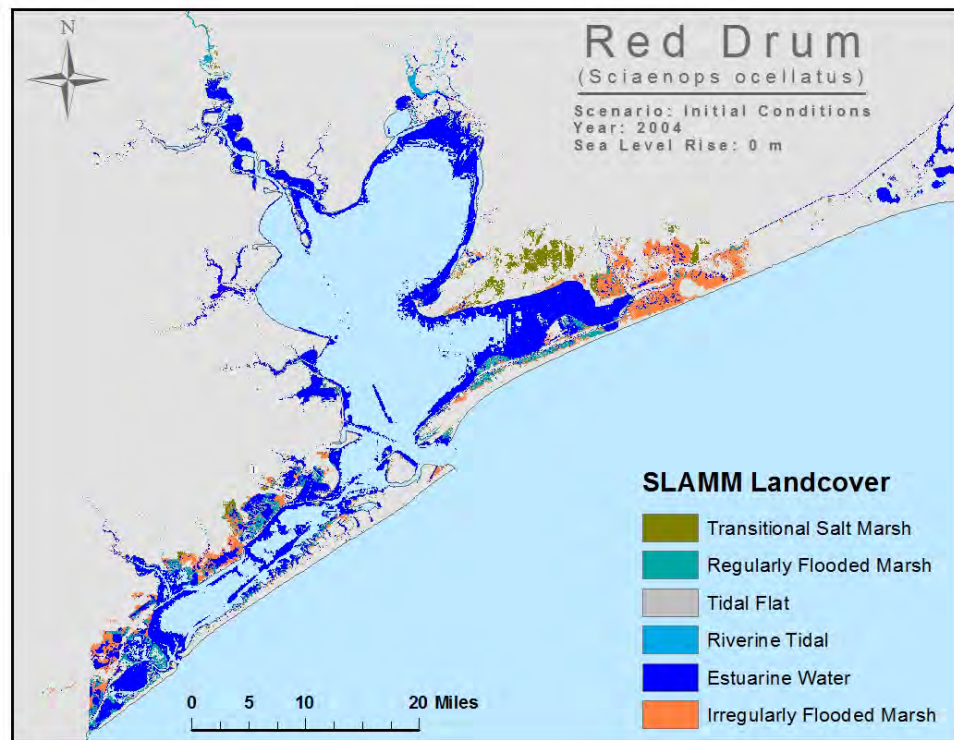 N
Red Drum
(Sciaenops ocellatus)
Scenario: Initial Conditions
Year: 2004
Sea Level Rise: 0 m
SLAMM Landcover
Transitional Salt Marsh
Regularly Flooded Marsh
Tidal Flat
Riverine Tidal
Estuarine Water
Irregularly Flooded Marsh
0 5 10 20 Miles